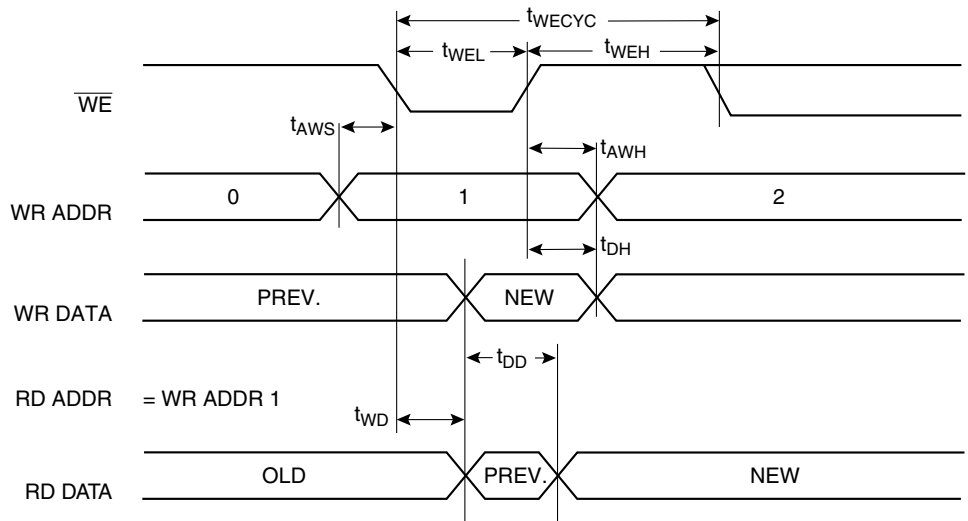 tWECYC
tWEL
tWEH
WE
tAWS
tAWH
WR ADDR
0
1
2
tDH
WR DATA
PREV.
NEW
tDD
RD ADDR = WR ADDR 1
tWD
RD DATA
OLD
PREV.
NEW